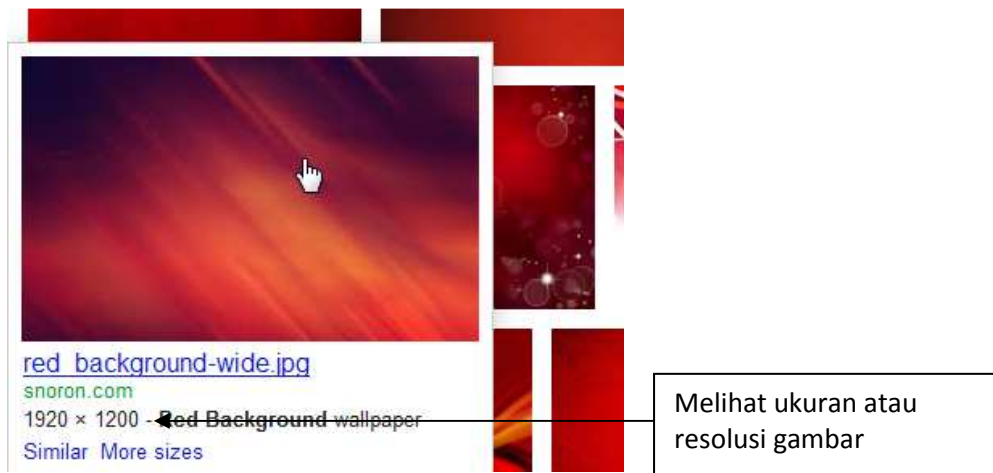 red_background-wide.jpg
snoron.com
1920 × 1200 - Red Background wallpaper
Similar More sizes
Melihat ukuran atau
resolusi gambar